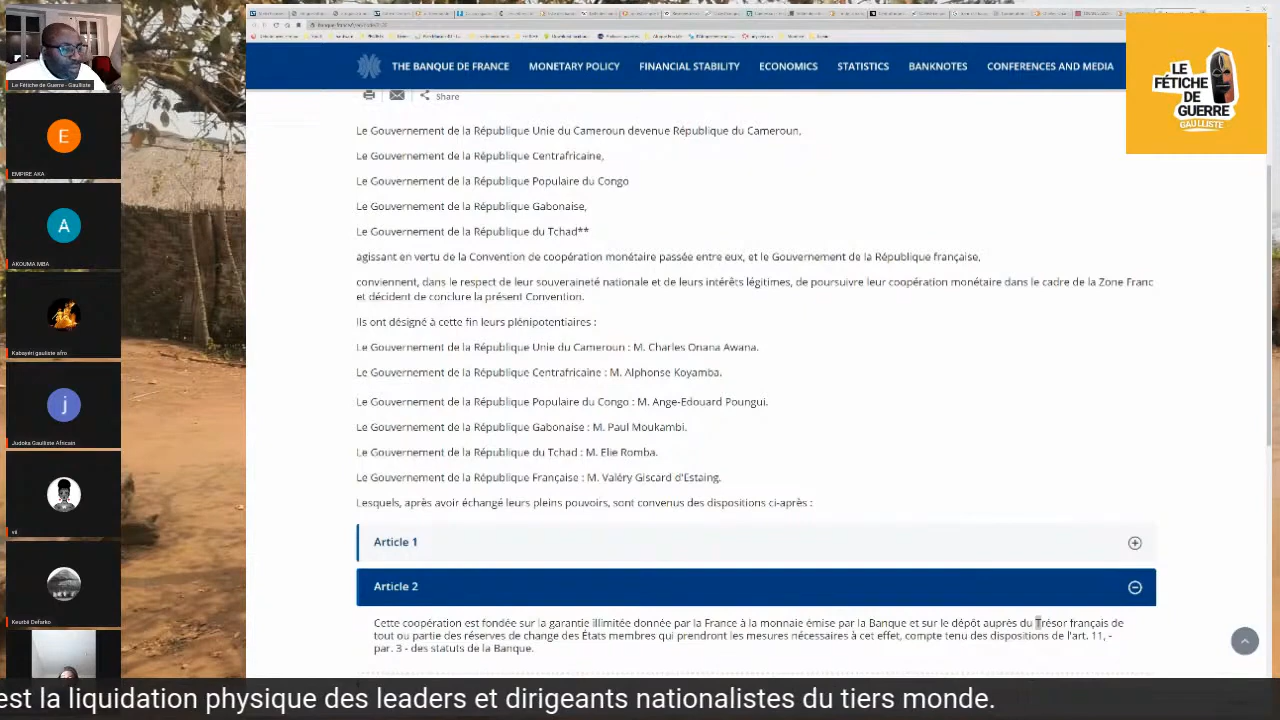 THE BANQUE DE FRANCE MONETARY POLICY FINANCIAL STABILITY ECONOMICS STATISTICS BANKNOTES CONFERENCES AND MEDIA
LE
FÉTICHE
DE
GUERRE
GAULLISTE
Share
Le Gouvernement de la République Unie du Cameroun devenue République du Cameroun,
Le Gouvernement de la République Centrafricaine,
Le Gouvernement de la République Populaire du Congo
Le Gouvernement de la République Gabonaise,
Le Gouvernement de la République du Tchad**
agissant en vertu de la Convention de coopération monétaire passée entre eux, et le Gouvernement de la République française,
conviennent, dans le respect de leur souveraineté nationale et de leurs intérêts légitimes, de poursuivre leur coopération monétaire dans le cadre de la Zone Franc
et décident de conclure la présent Convention.
Ils ont désigné à cette fin leurs plénipotentiaires :
Le Gouvernement de la République Unie du Cameroun : M. Charles Onana Awana.
Le Gouvernement de la République Centrafricaine : M. Alphonse Koyamba.
Le Gouvernement de la République Populaire du Congo : M. Ange-Edouard Poungui.
Le Gouvernement de la République Gabonaise : M. Paul Moukambi.
Le Gouvernement de la République du Tchad : M. Elie Romba.
Le Gouvernement de la République Française : M. Valéry Giscard d'Estaing.
Lesquels, après avoir échangé leurs pleins pouvoirs, sont convenus des dispositions ci-après :
Article 1
Article 2
Cette coopération est fondée sur la garantie illimitée donnée par la France à la monnaie émise par la Banque et sur le dépôt auprès du Trésor français de
tout ou partie des réserves de change des États membres qui prendront les mesures nécessaires à cet effet, compte tenu des dispositions de l'art. 11, -
par. 3 - des statuts de la Banque.
Le Fétiche de Guerre - Gaulliste
E
EMPIRE AKA
A
AKOUMA MBA
Kabayéri gauliste afro
j
Judoka Gaulliste Africain
vii
Keurbil Defarko
est la liquidation physique des leaders et dirigeants nationalistes du tiers monde.